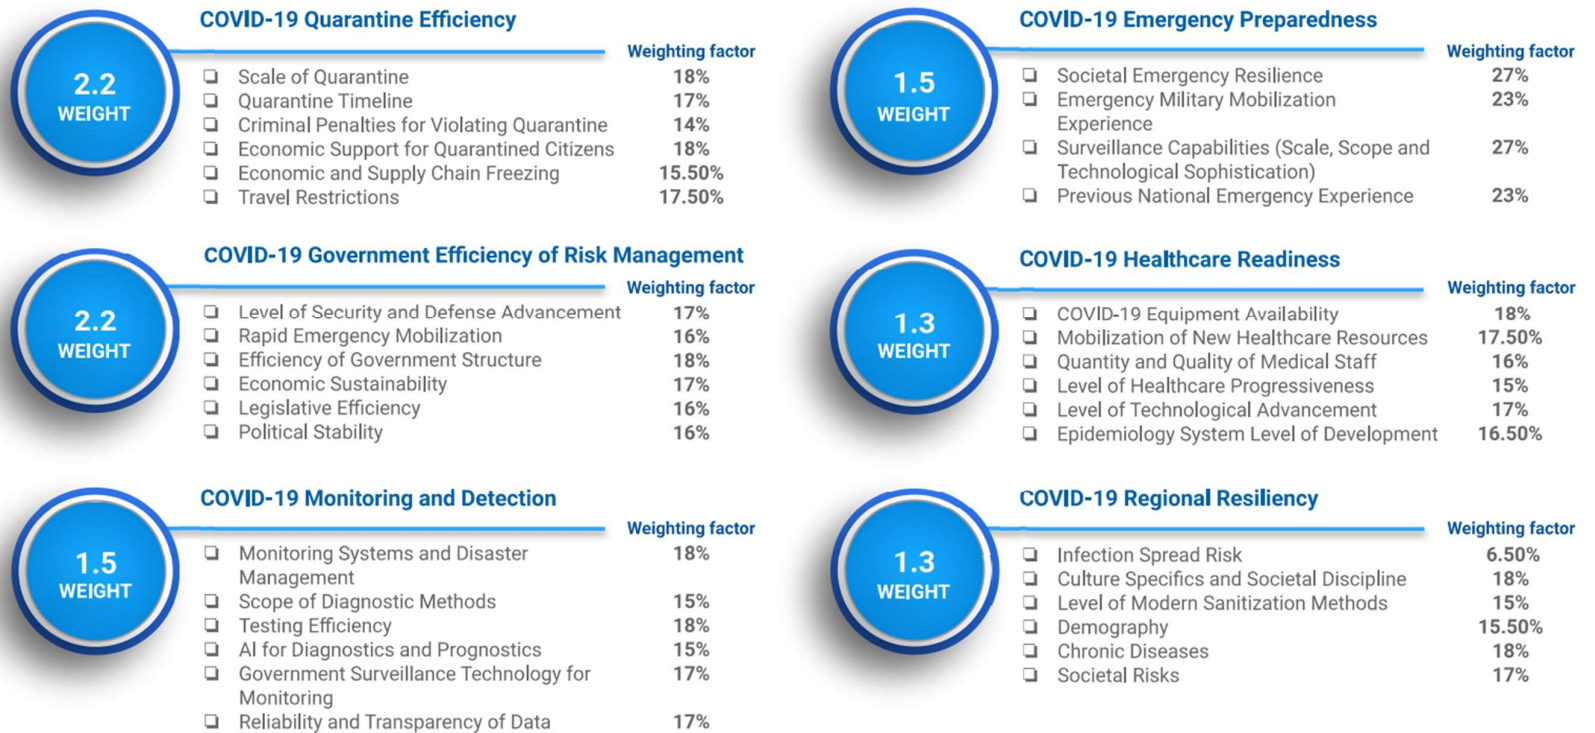 COVID-19 Quarantine Efficiency
Weighting factor
2.2
WEIGHT
Scale of Quarantine 18%
Quarantine Timeline 17%
Criminal Penalties for Violating Quarantine 14%
Economic Support for Quarantined Citizens 18%
Economic and Supply Chain Freezing 15.50%
Travel Restrictions 17.50%
COVID-19 Government Efficiency of Risk Management
Weighting factor
2.2
WEIGHT
Level of Security and Defense Advancement 17%
Rapid Emergency Mobilization 16%
Efficiency of Government Structure 18%
Economic Sustainability 17%
Legislative Efficiency 16%
Political Stability 16%
COVID-19 Monitoring and Detection
Weighting factor
1.5
WEIGHT
Monitoring Systems and Disaster 18%
Management
Scope of Diagnostic Methods 15%
Testing Efficiency 18%
AI for Diagnostics and Prognostics 15%
Government Surveillance Technology for 17%
Monitoring
Reliability and Transparency of Data 17%
COVID-19 Emergency Preparedness
Weighting factor
1.5
WEIGHT
Societal Emergency Resilience 27%
Emergency Military Mobilization 23%
Experience
Surveillance Capabilities (Scale, Scope and 27%
Technological Sophistication)
Previous National Emergency Experience 23%
COVID-19 Healthcare Readiness
Weighting factor
1.3
WEIGHT
COVID-19 Equipment Availability 18%
Mobilization of New Healthcare Resources 17.50%
Quantity and Quality of Medical Staff 16%
Level of Healthcare Progressiveness 15%
Level of Technological Advancement 17%
Epidemiology System Level of Development 16.50%
COVID-19 Regional Resiliency
Weighting factor
1.3
WEIGHT
Infection Spread Risk 6.50%
Culture Specifics and Societal Discipline 18%
Level of Modern Sanitization Methods 15%
Demography 15.50%
Chronic Diseases 18%
Societal Risks 17%